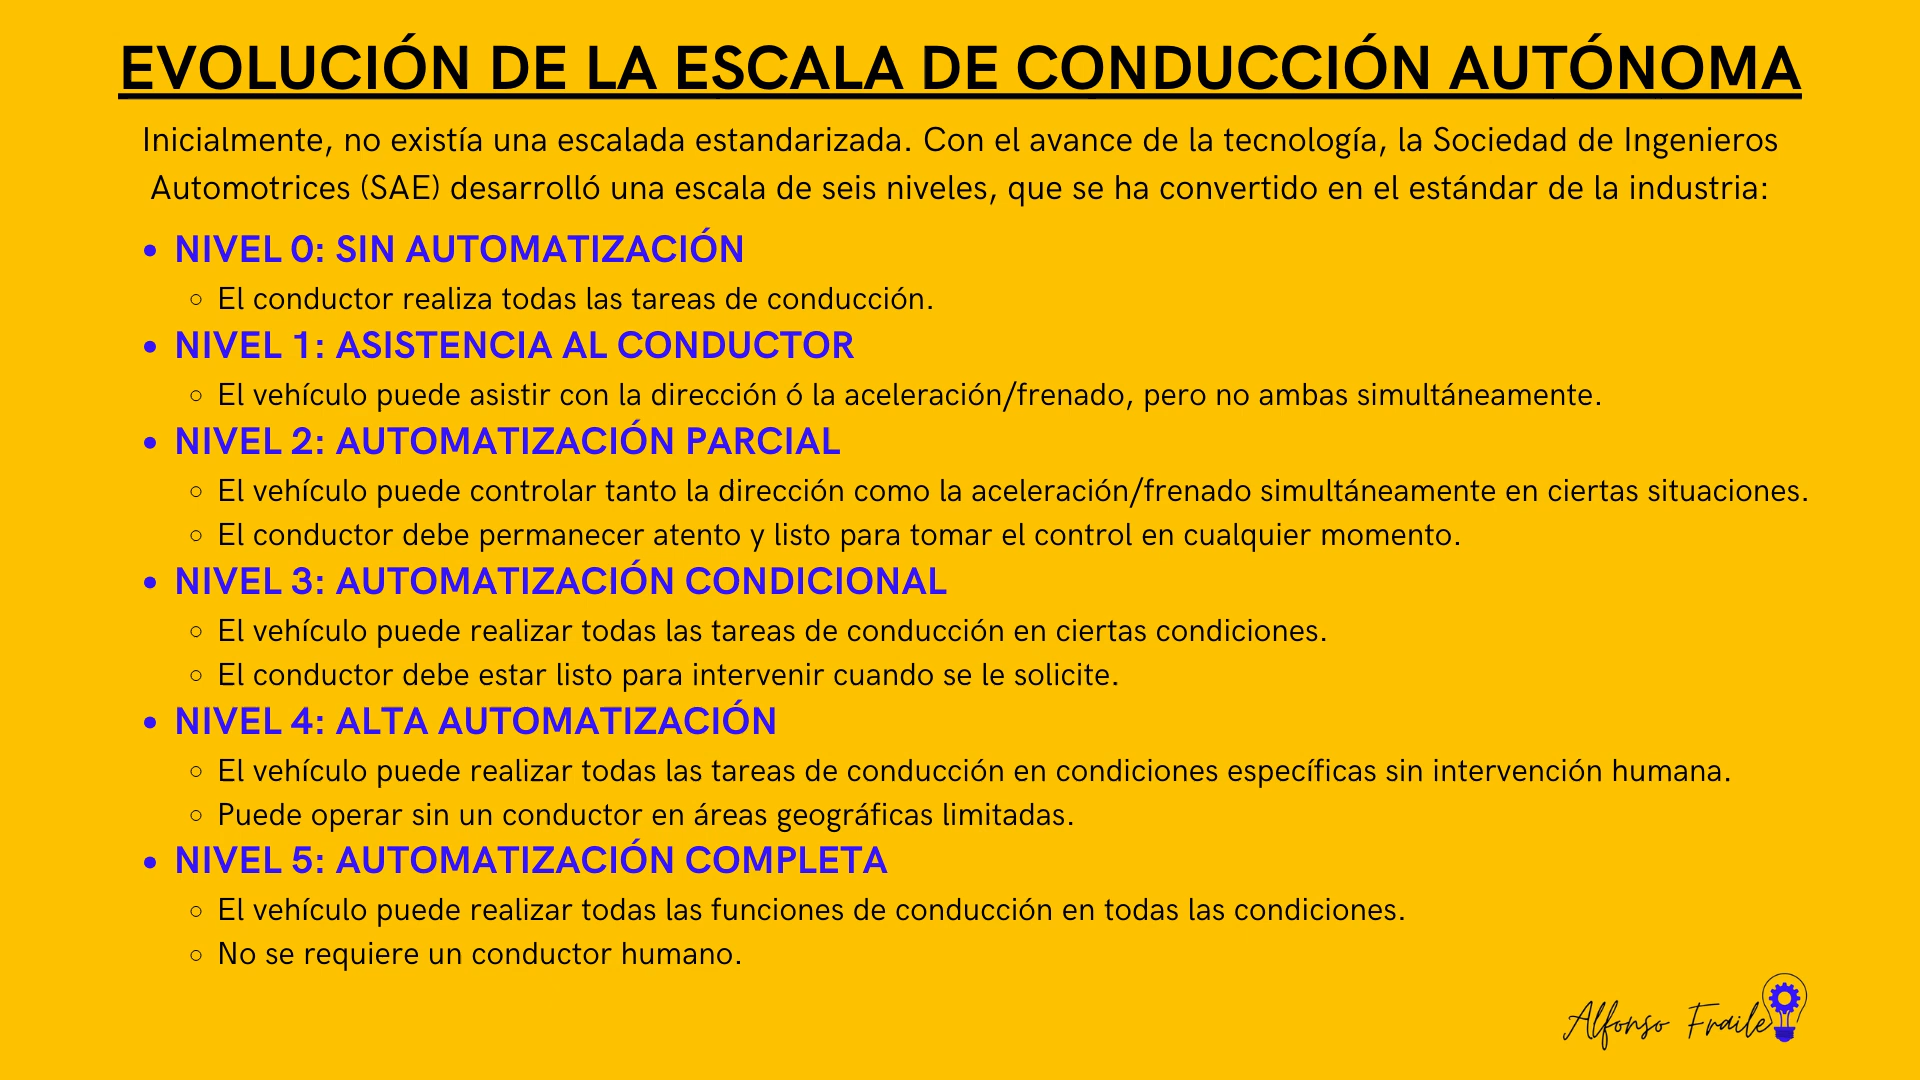 EVOLUCIÓN DE LA ESCALA DE CONDUCCIÓN AUTÓNOMA
Inicialmente, no existía una escalada estandarizada. Con el avance de la tecnología, la Sociedad de Ingenieros
Automotrices (SAE) desarrolló una escala de seis niveles, que se ha convertido en el estándar de la industria:
• NIVEL 0: SIN AUTOMATIZACIÓN
◦ El conductor realiza todas las tareas de conducción.
• NIVEL 1: ASISTENCIA AL CONDUCTOR
◦ El vehículo puede asistir con la dirección ó la aceleración/frenado, pero no ambas simultáneamente.
• NIVEL 2: AUTOMATIZACIÓN PARCIAL
◦ El vehículo puede controlar tanto la dirección como la aceleración/frenado simultáneamente en ciertas situaciones.
◦ El conductor debe permanecer atento y listo para tomar el control en cualquier momento.
• NIVEL 3: AUTOMATIZACIÓN CONDICIONAL
◦ El vehículo puede realizar todas las tareas de conducción en ciertas condiciones.
◦ El conductor debe estar listo para intervenir cuando se le solicite.
• NIVEL 4: ALTA AUTOMATIZACIÓN
◦ El vehículo puede realizar todas las tareas de conducción en condiciones específicas sin intervención humana.
◦ Puede operar sin un conductor en áreas geográficas limitadas.
• NIVEL 5: AUTOMATIZACIÓN COMPLETA
◦ El vehículo puede realizar todas las funciones de conducción en todas las condiciones.
◦ No se requiere un conductor humano.
Alfonso Fraile